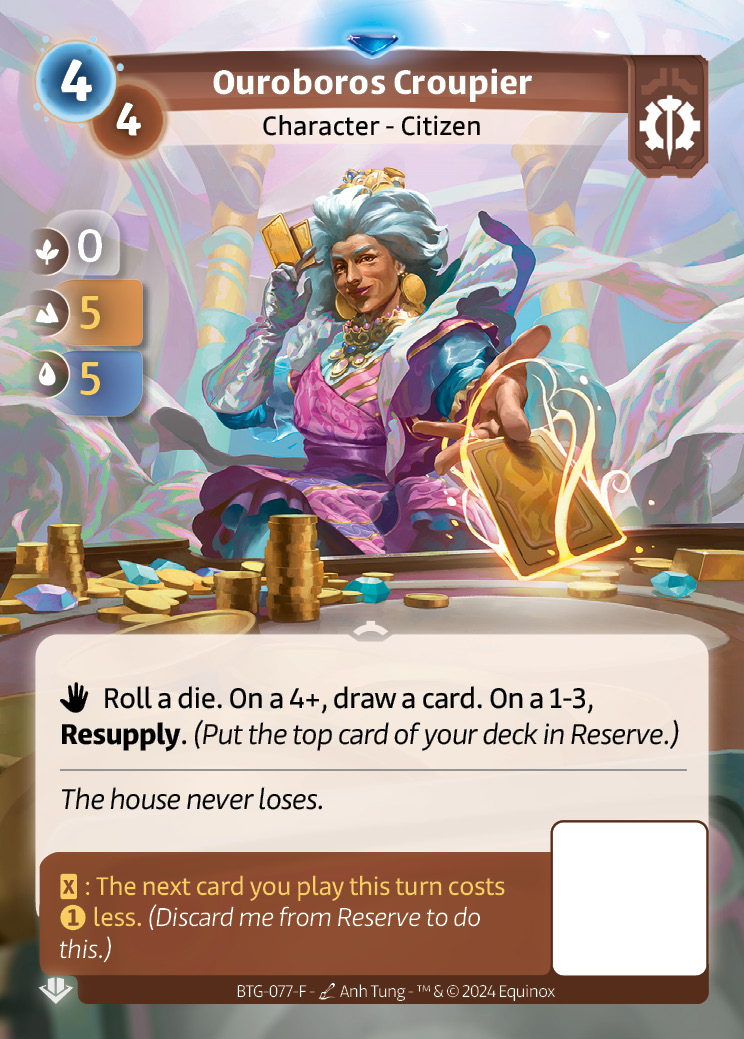 4
Ouroboros Croupier
4
Character - Citizen
0
5
5
Roll a die. On a 4+, draw a card. On a 1-3,
Resupply. (Put the top card of your deck in Reserve.)
The house never loses.
X : The next card you play this turn costs
1 less. (Discard me from Reserve to do
this.)
BTG-077-F - Anh Tung - ™ & © 2024 Equinox